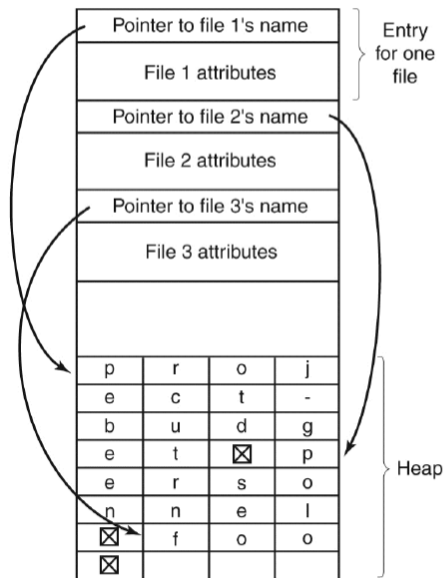 Pointer to file 1's name
Entry
for one
file
File 1 attributes
Pointer to file 2's name
File 2 attributes
Pointer to file 3's name
File 3 attributes
p r o j
e c t -
b u d g
e t ☒ p
e r s o
n n e l
☒ f o o
☒
Heap